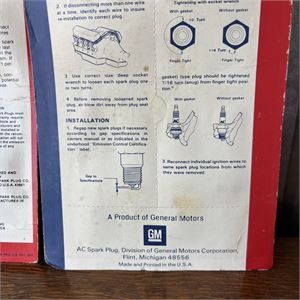 2. If disconnecting more than one wire
at a time, identify each wire to insure
installation to correct plug.
3. Use correct size deep socket
wrench to loosen each spark plug one
or two turns.
4. Before removing loosened spark
plug, blow dirt away from plug
seat area.
INSTALLATION
1. Regap new spark plugs if necessary
according to gap specifications in
owners manual or as indicated in the
underhood "Emission Control Certifica-
tion" label.
Gap to
Specifications
Tightening with socket wrench
With gasket
Without gasket
1/2 Turn
1/16 Turn
Finger-Tight
Finger-Tight
gasket) type plug should be tightened
1/16 turn (snug) from finger tight posi-
tion.
With gasket
Without gasket
3. Reconnect individual ignition wires to
same spark plug locations from which
they were removed.
A Product of General Motors
GM
AC Spark Plug, Division of General Motors Corporation,
Flint, Michigan 48556
Made and Printed in the U.S.A.